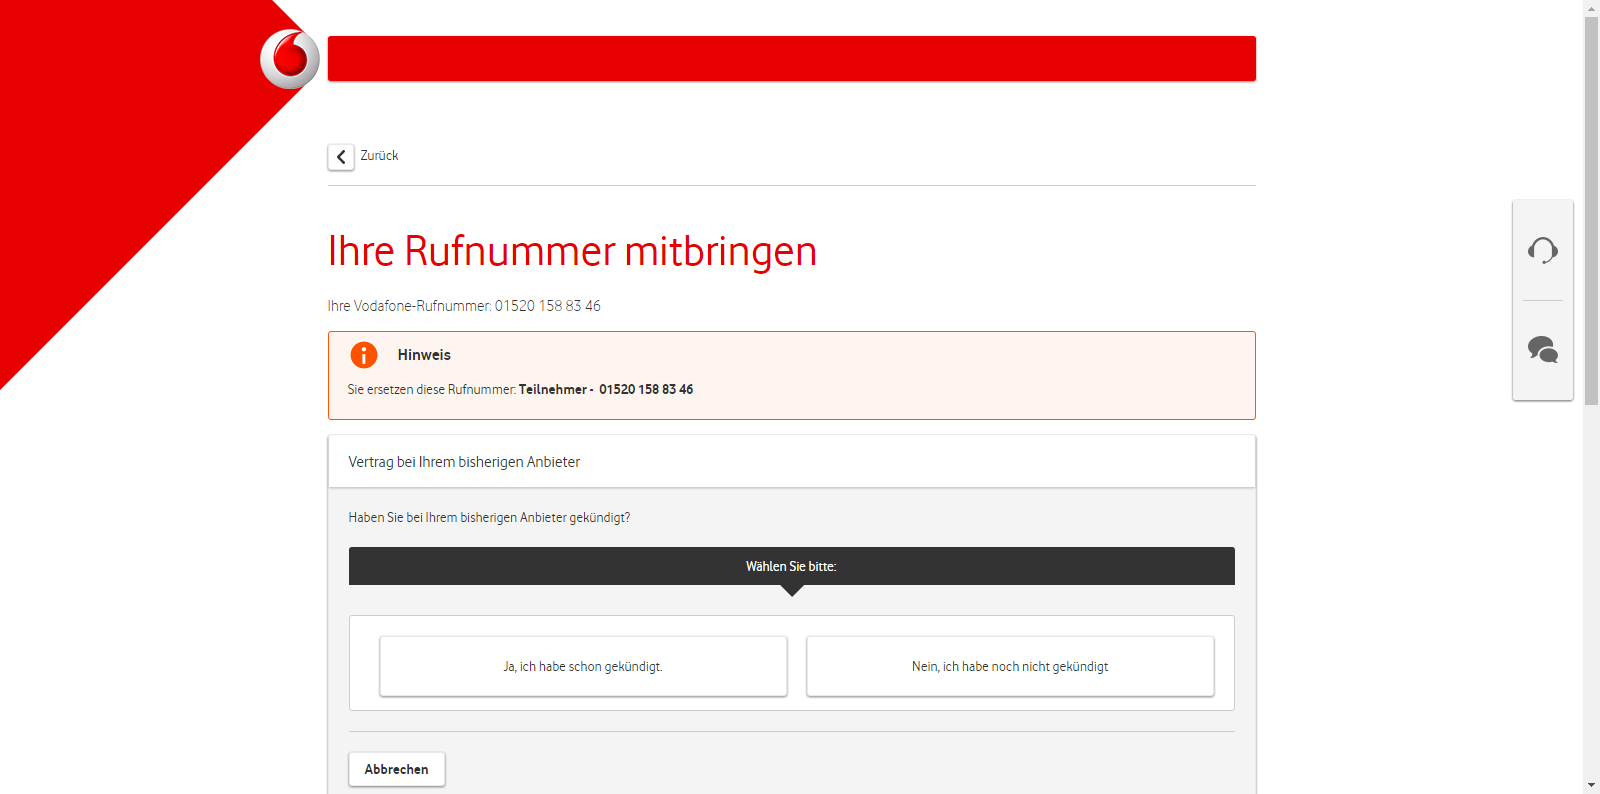 Zurück
Ihre Rufnummer mitbringen
Ihre Vodafone-Rufnummer: 01520 158 83 46
Hinweis
Sie ersetzen diese Rufnummer: Teilnehmer - 01520 158 83 46
Vertrag bei Ihrem bisherigen Anbieter
Haben Sie bei Ihrem bisherigen Anbieter gekündigt?
Wählen Sie bitte:
Ja, ich habe schon gekündigt.
Nein, ich habe noch nicht gekündigt
Abbrechen